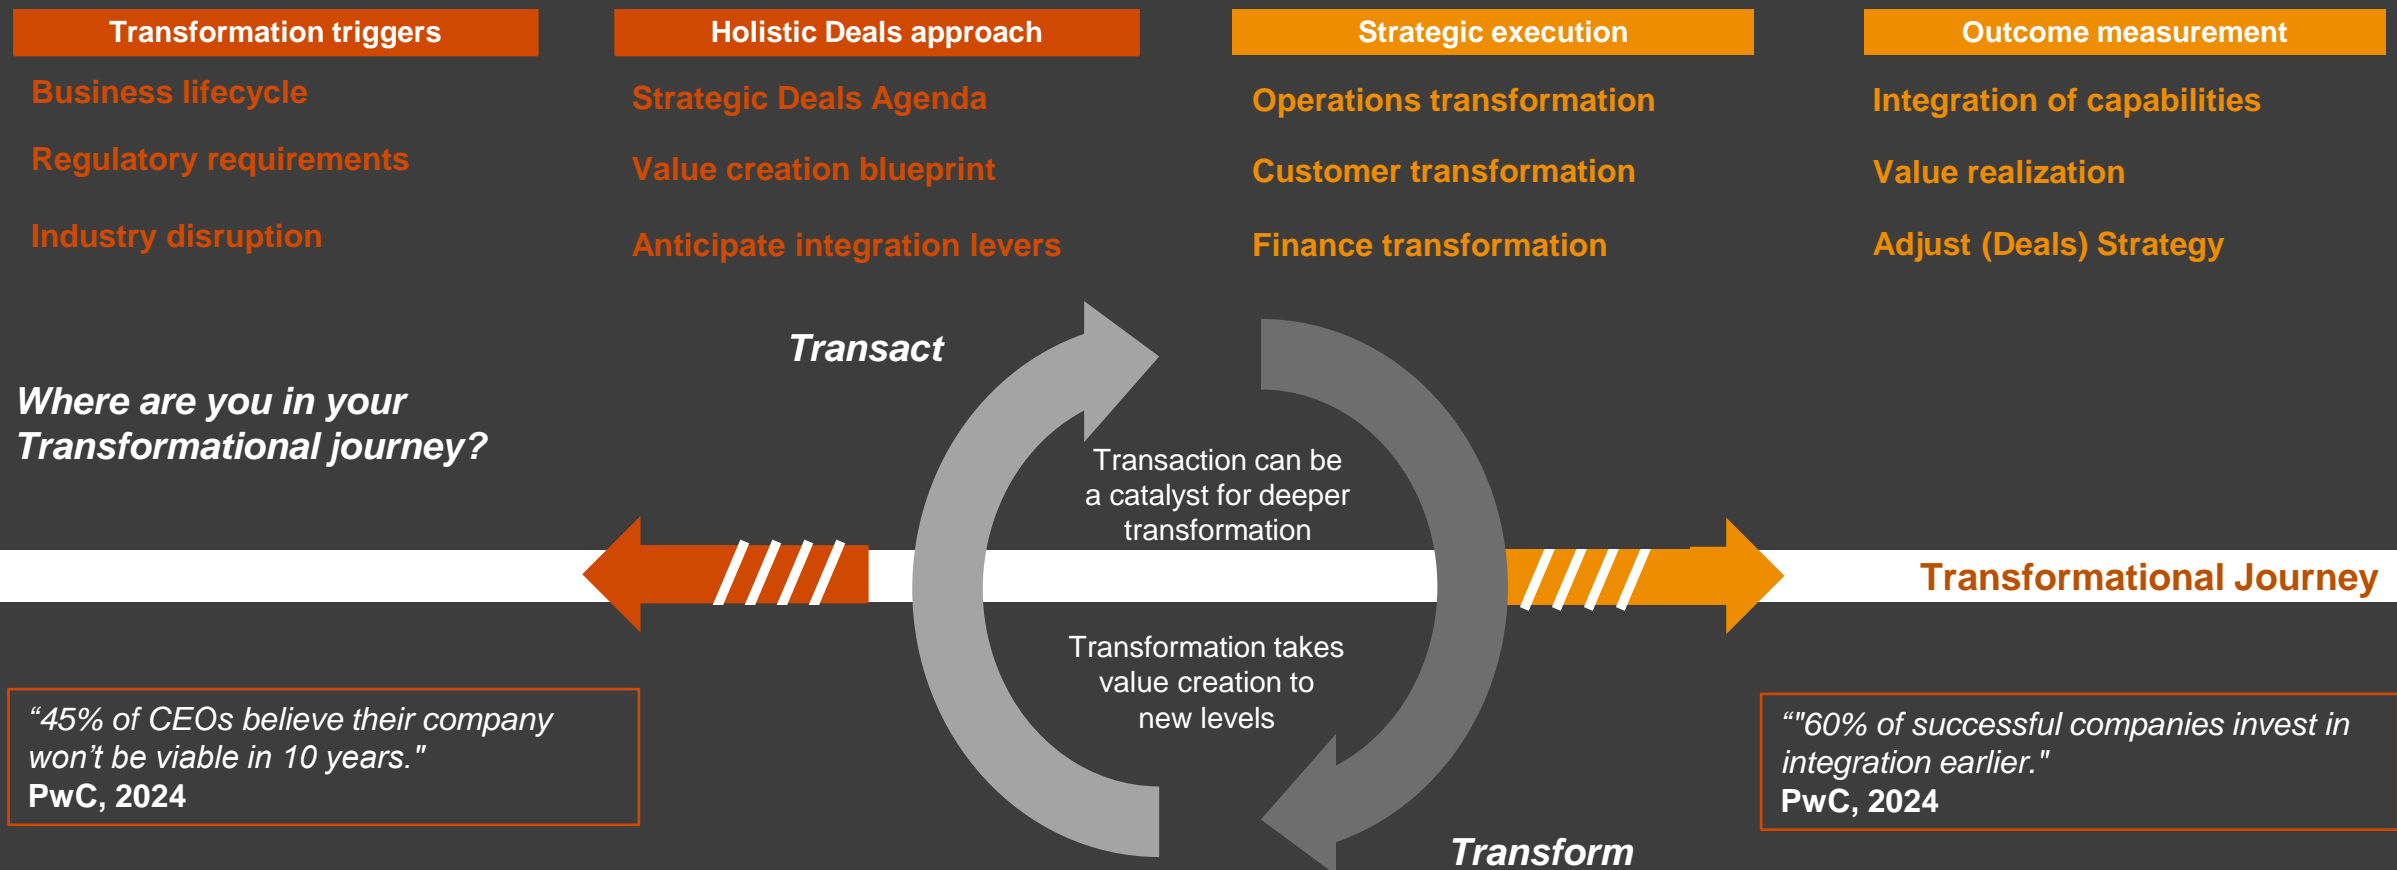 Transformation triggers
Business lifecycle
Regulatory requirements
Industry disruption
Holistic Deals approach
Strategic Deals Agenda
Value creation blueprint
Anticipate integration levers
Strategic execution
Operations transformation
Customer transformation
Finance transformation
Outcome measurement
Integration of capabilities
Value realization
Adjust (Deals) Strategy
Transact
Where are you in your
Transformational journey?
Transaction can be
a catalyst for deeper
transformation
Transformational Journey
Transformation takes
value creation to
new levels
“45% of CEOs believe their company
won’t be viable in 10 years."
PwC, 2024
“"60% of successful companies invest in
integration earlier."
PwC, 2024
Transform